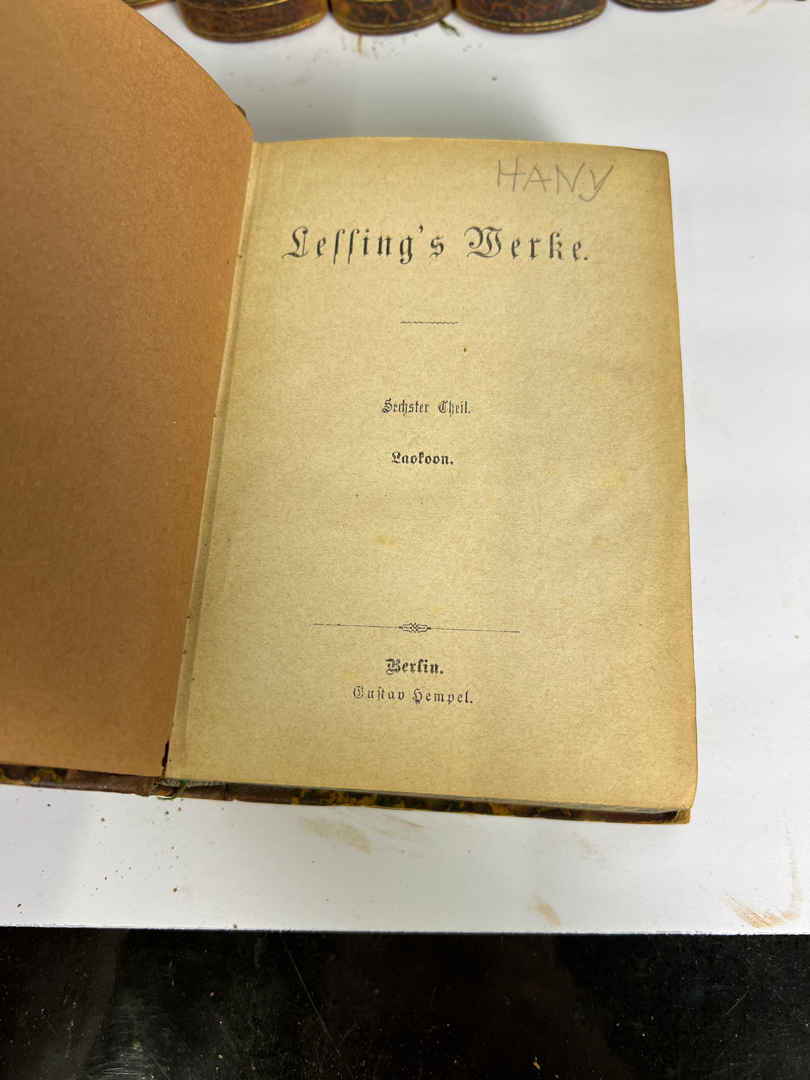 HANY
Lessing's Werke.
Sechster Theil.
Laokoon.
Berlin.
Gustav Hempel.